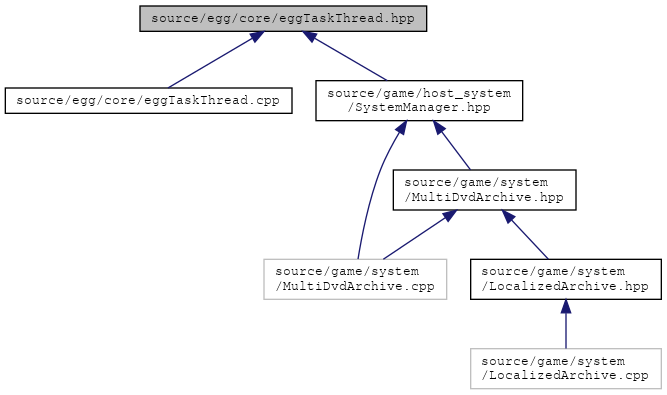 source/egg/core/eggTaskThread.hpp
source/egg/core/eggTaskThread.cpp
source/game/host_system
/SystemManager.hpp
source/game/system
/MultiDvdArchive.hpp
source/game/system
/MultiDvdArchive.cpp
source/game/system
/LocalizedArchive.hpp
source/game/system
/LocalizedArchive.cpp